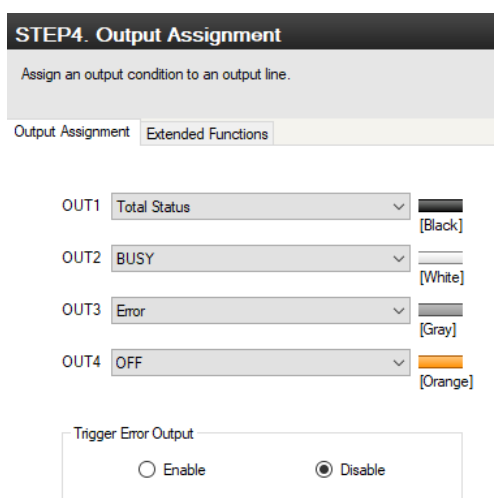 STEP4. Output Assignment
Assign an output condition to an output line.
Output Assignment Extended Functions
OUT1 Total Status
[Black]
OUT2 BUSY
[White]
OUT3 Error
[Gray]
OUT4 OFF
[Orange]
Trigger Error Output
Enable Disable